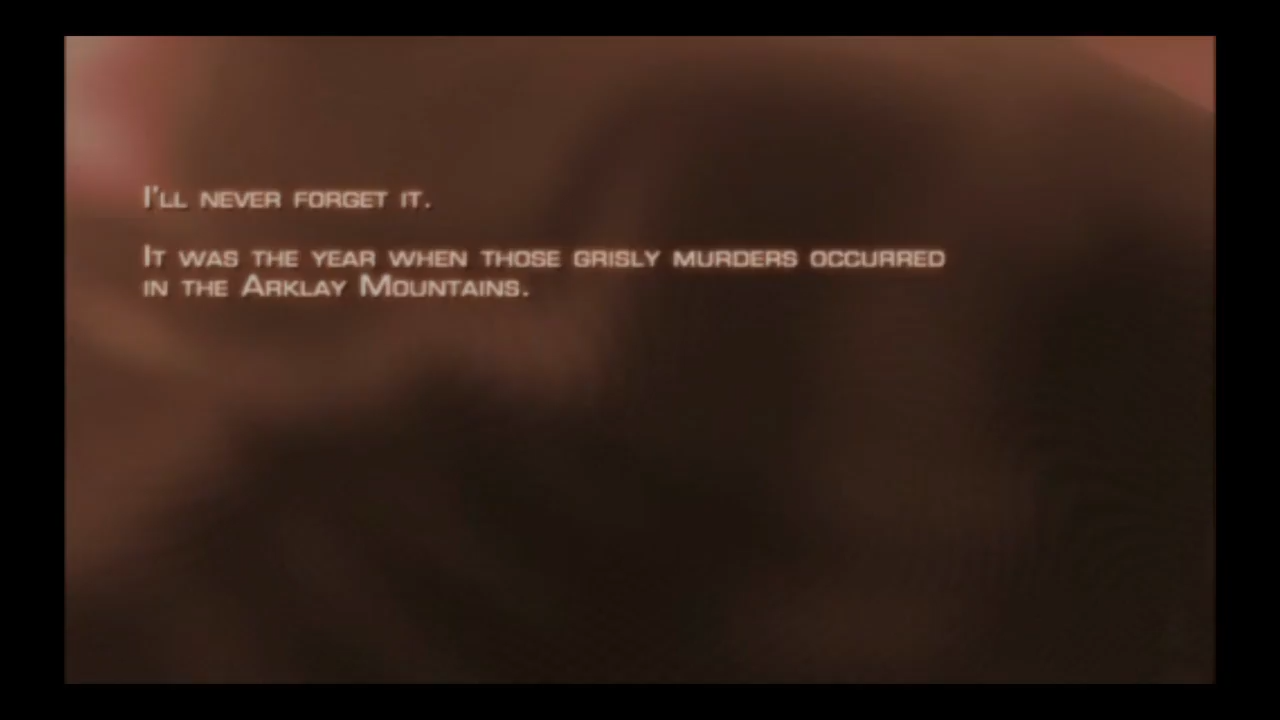 I'll never forget it.
It was the year when those grisly murders occurred
in the Arklay Mountains.